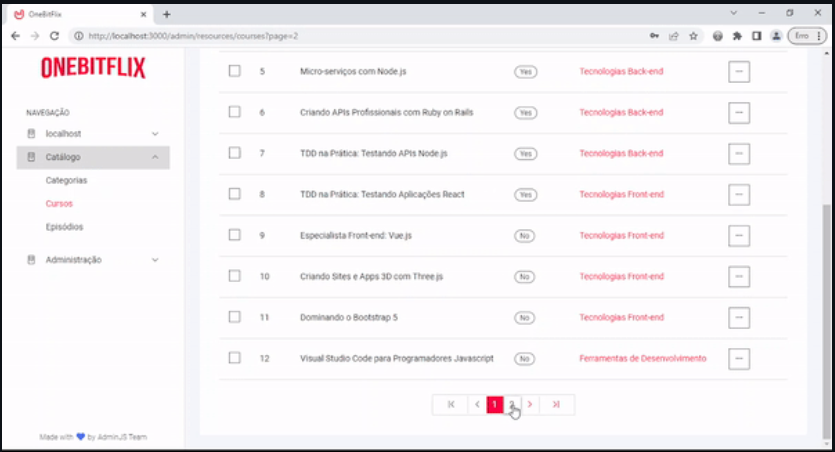 OneBitFlix
http://localhost:3000/admin/resources/courses?page=2
Erro
ONEBITFLIX
NAVEGAÇÃO
localhost
Catálogo
Categorias
Cursos
Episódios
Administração
Made with by AdminJS Team
5 Micro-serviços com Node.js Yes Tecnologias Back-end
6 Criando APIs Profissionais com Ruby on Rails Yes Tecnologias Back-end
7 TDD na Prática: Testando APIs Node.js Yes Tecnologias Back-end
8 TDD na Prática: Testando Aplicações React Yes Tecnologias Front-end
9 Especialista Front-end: Vue.js No Tecnologias Front-end
10 Criando Sites e Apps 3D com Three.js No Tecnologias Front-end
11 Dominando o Bootstrap 5 No Tecnologias Front-end
12 Visual Studio Code para Programadores Javascript No Ferramentas de Desenvolvimento
1 2